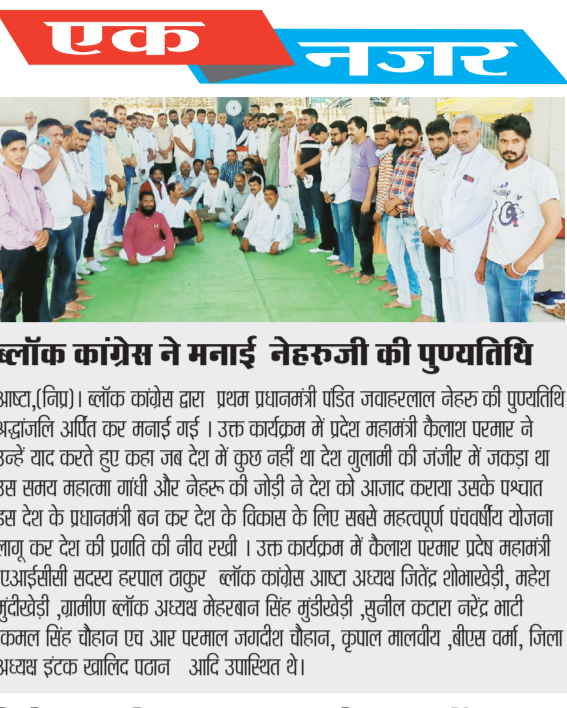 एक
नजर
ब्लॉक कांग्रेस ने मनाई नेहरुजी की पुण्यतिथि
आष्टा,(निप्र)। ब्लॉक कांग्रेस द्वारा प्रथम प्रधानमंत्री पंडित जवाहरलाल नेहरु की पुण्यतिथि
श्रद्धांजलि अर्पित कर मनाई गई । उक्त कार्यक्रम में प्रदेश महामंत्री कैलाश परमार ने
उन्हें याद करते हुए कहा जब देश में कुछ नहीं था देश गुलामी की जंजीर में जकड़ा था
उस समय महात्मा गांधी और नेहरू की जोड़ी ने देश को आजाद कराया उसके पश्चात
इस देश के प्रधानमंत्री बन कर देश के विकास के लिए सबसे महत्वपूर्ण पंचवर्षीय योजना
लागू कर देश की प्रगति की नीव रखी । उक्त कार्यक्रम में कैलाश परमार प्रदेष महामंत्री
एआईसीसी सदस्य हरपाल ठाकुर ब्लॉक कांग्रेस आष्टा अध्यक्ष जितेंद्र शोभाखेड़ी, महेश
मुंदीखेड़ी ,ग्रामीण ब्लॉक अध्यक्ष मेहरबान सिंह मुंडीखेड़ी ,सुनील कटारा नरेंद्र भाटी
कमल सिंह चौहान एच आर परमाल जगदीश चौहान, कृपाल मालवीय ,बीएस वर्मा, जिला
अध्यक्ष इंटक खालिद पठान आदि उपास्थित थे।